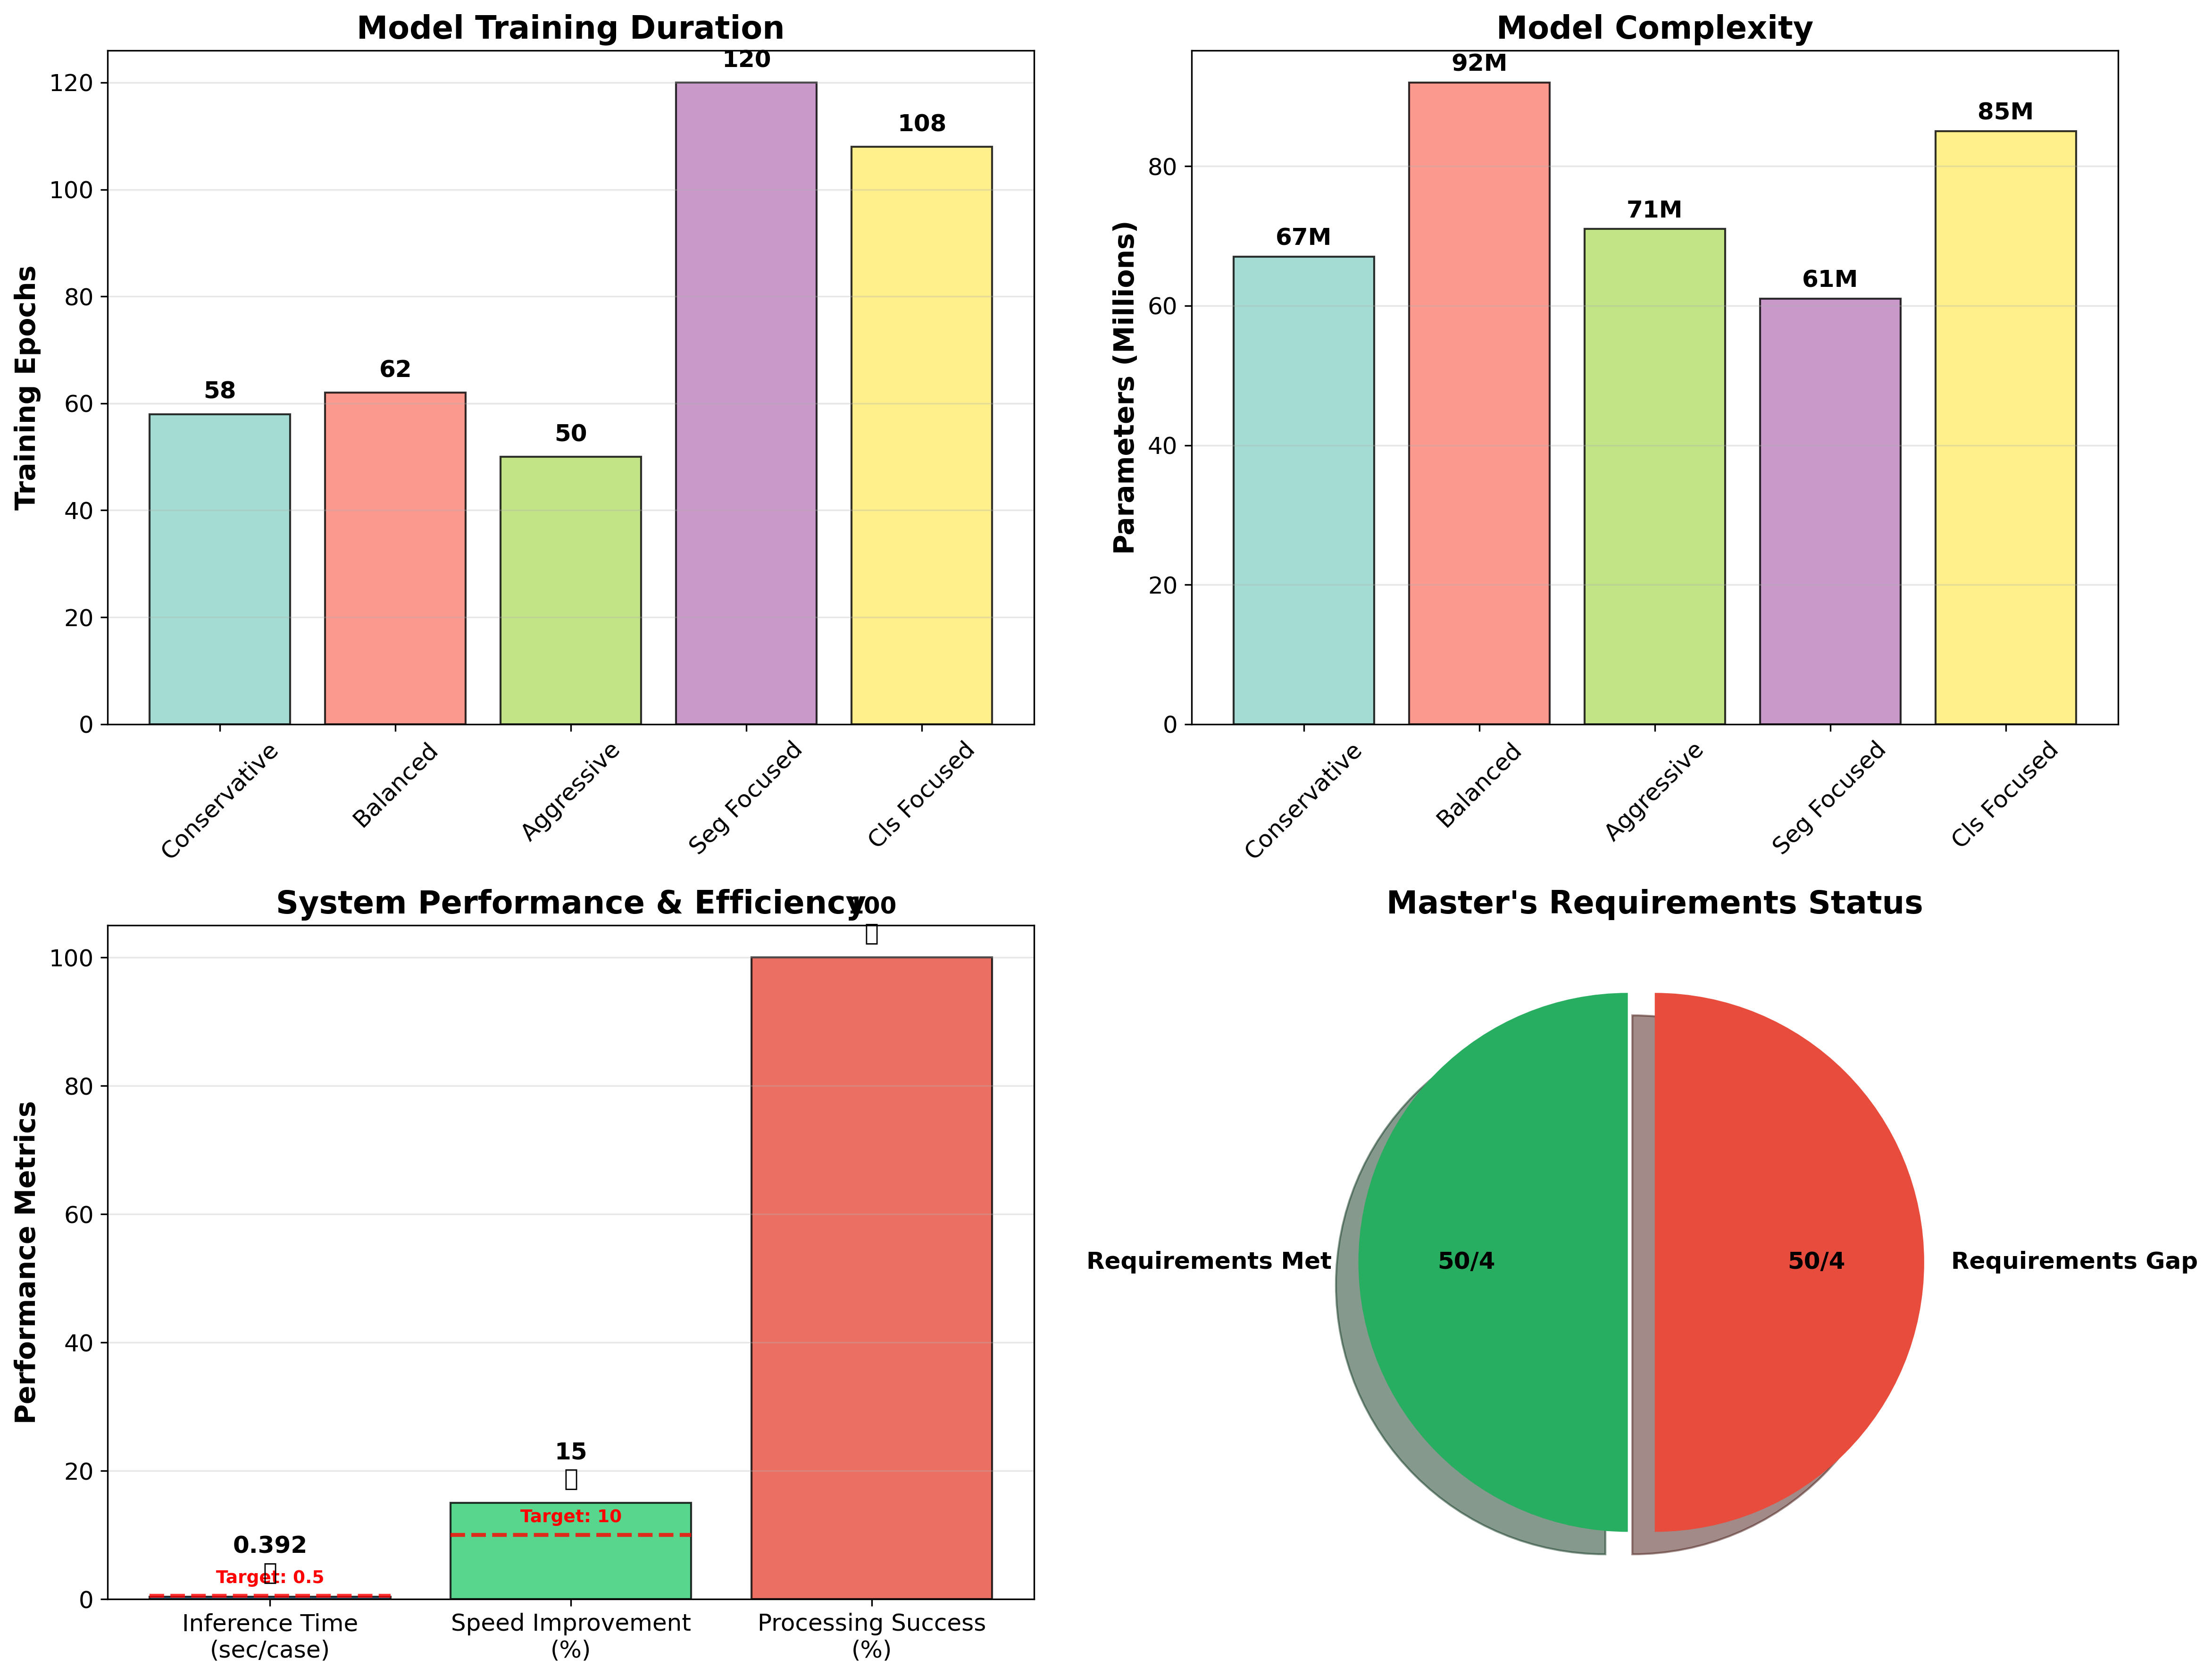 Model Training Duration
Training Epochs
120
100
80
60
40
20
0
58
62
50
120
108
Conservative
Balanced
Aggressive
Seg Focused
Cls Focused
Model Complexity
Parameters (Millions)
80
60
40
20
0
67M
92M
71M
61M
85M
Conservative
Balanced
Aggressive
Seg Focused
Cls Focused
System Performance & Efficiency
Performance Metrics
100
80
60
40
20
0
0.392
Target: 0.5
15
Target: 10
100
Inference Time
(sec/case)
Speed Improvement
(%)
Processing Success
(%)
Master's Requirements Status
Requirements Met
50/4
50/4
Requirements Gap